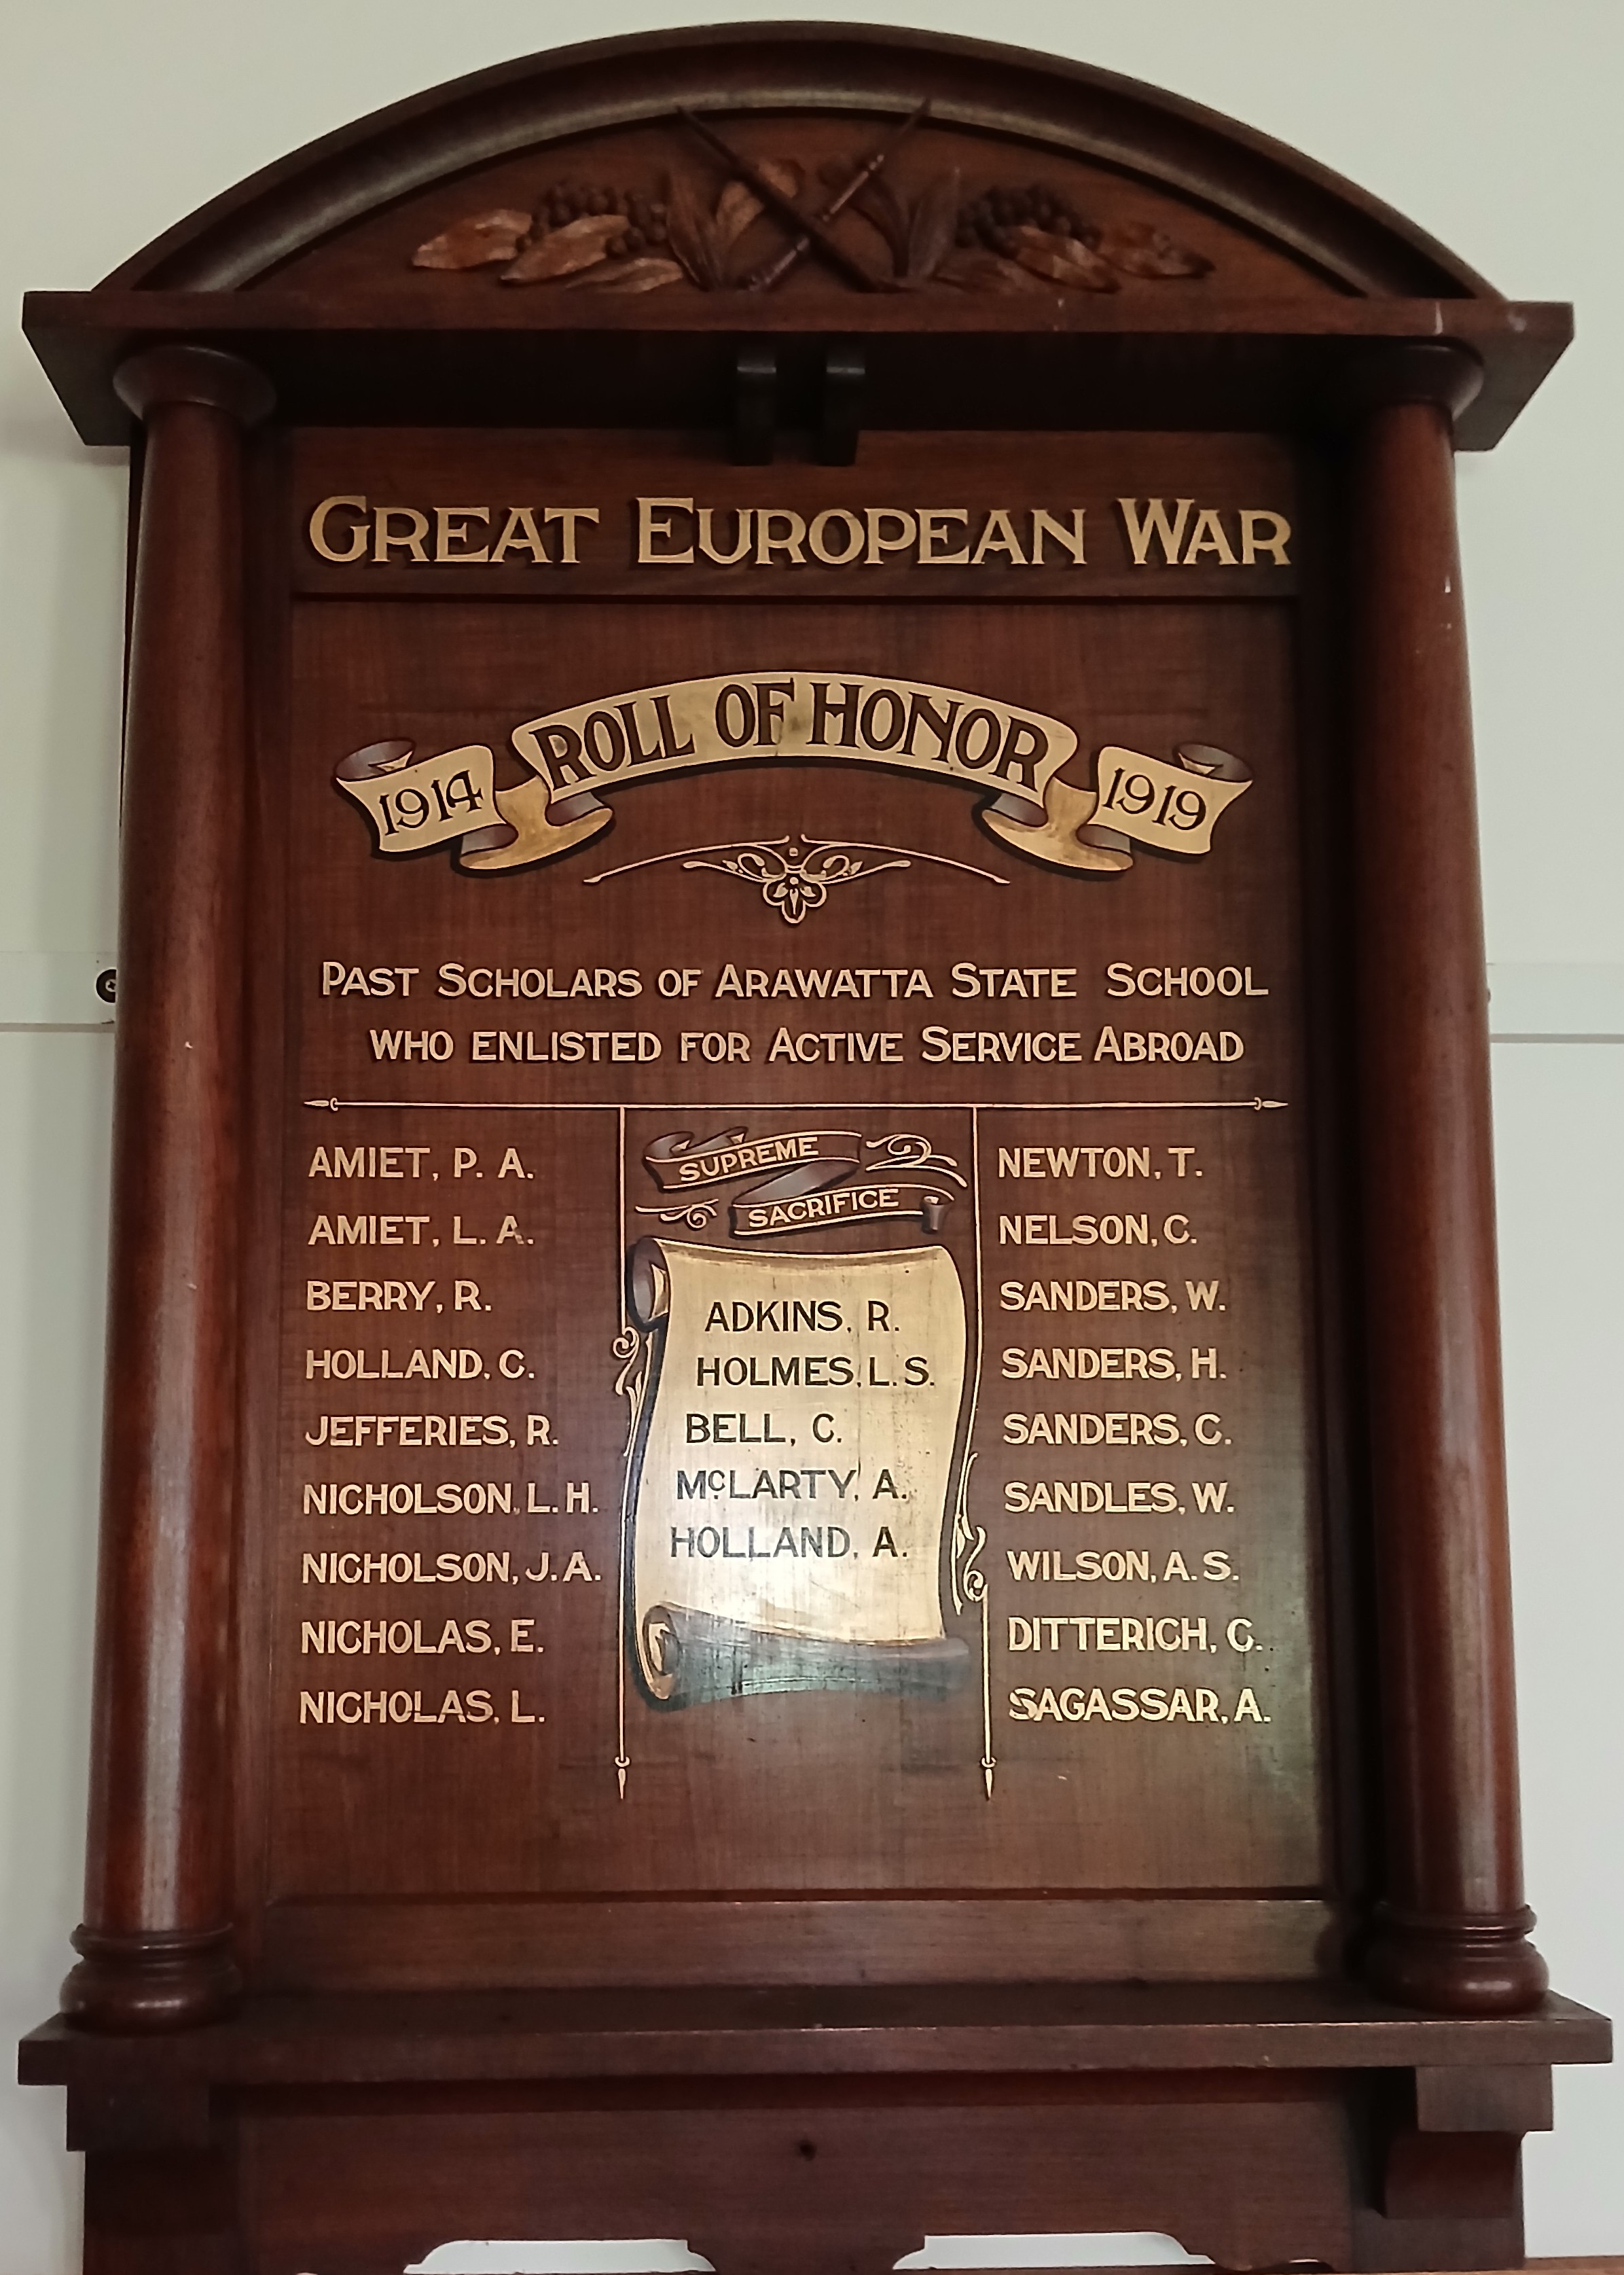 GREAT EUROPEAN WAR
ROLL OF HONOR
1914 1919
PAST SCHOLARS OF ARAWATTA STATE SCHOOL
WHO ENLISTED FOR ACTIVE SERVICE ABROAD
AMIET, P. A.
AMIET, L. A.
BERRY, R.
HOLLAND, C.
JEFFERIES, R.
NICHOLSON, L. H.
NICHOLSON, J. A.
NICHOLAS, E.
NICHOLAS, L.
SUPREME
SACRIFICE
ADKINS, R.
HOLMES, L. S.
BELL, C.
McLARTY, A.
HOLLAND, A.
NEWTON, T.
NELSON, C.
SANDERS, W.
SANDERS, H.
SANDERS, C.
SANDLES, W.
WILSON, A. S.
DITTERICH, C.
SAGASSAR, A.